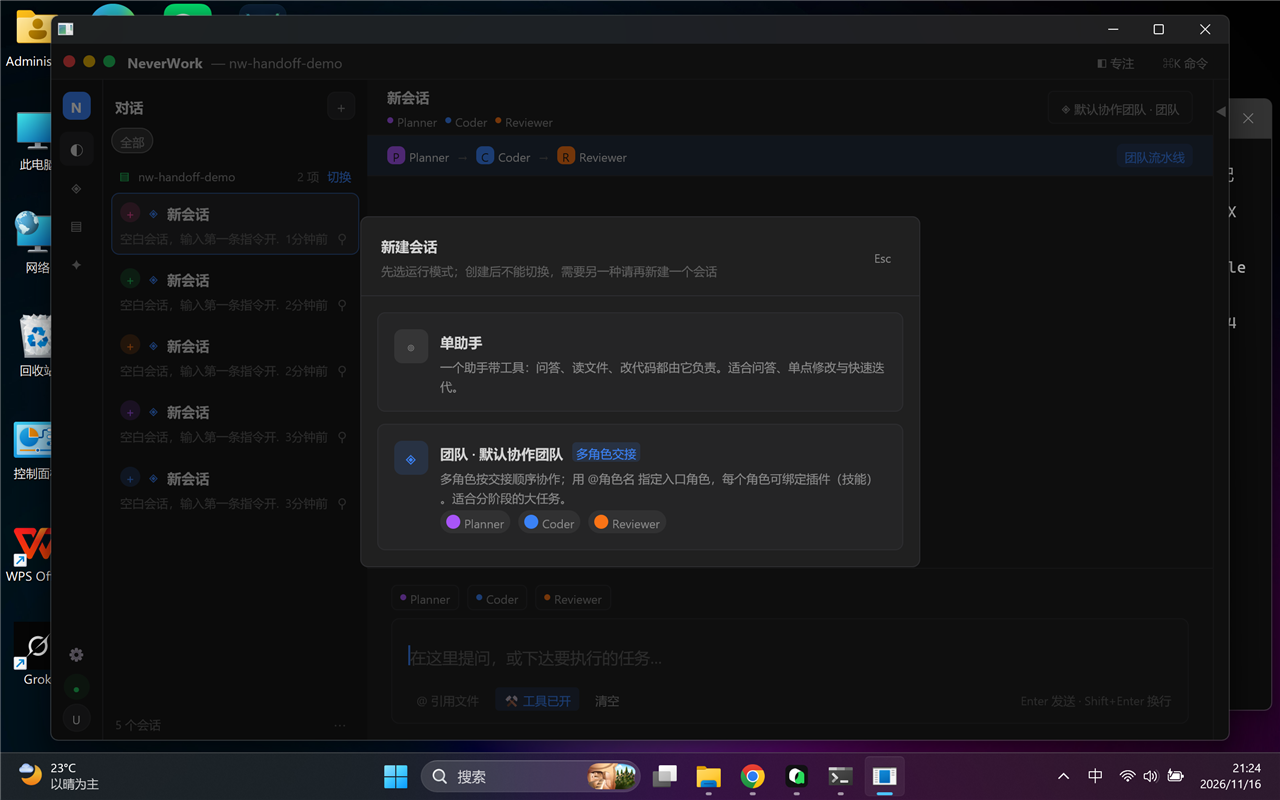 Adminis
此电脑
网络
回收站
控制面
WPS Off
Grok
NeverWork — nw-handoff-demo
专注
⌘K 命令
N
对话
+
全部
nw-handoff-demo
2 项 切换
新会话
空白会话，输入第一条指令开. 1分钟前
新会话
空白会话，输入第一条指令开. 2分钟前
新会话
空白会话，输入第一条指令开. 2分钟前
新会话
空白会话，输入第一条指令开. 3分钟前
新会话
空白会话，输入第一条指令开. 3分钟前
U
5 个会话
...
新会话
Planner Coder Reviewer
默认协作团队 · 团队
P Planner → C Coder → R Reviewer
团队流水线
新建会话
先选运行模式；创建后不能切换，需要另一种请再新建一个会话
Esc
单助手
一个助手带工具：问答、读文件、改代码都由它负责。适合问答、单点修改与快速迭
代。
团队 · 默认协作团队 多角色交接
多角色按交接顺序协作；用 @角色名 指定入口角色，每个角色可绑定插件（技能）
。适合分阶段的大任务。
Planner Coder Reviewer
Planner Coder Reviewer
在这里提问，或下达要执行的任务...
@ 引用文件 工具已开 清空
Enter 发送 · Shift+Enter 换行
X
le
4
23°C
以晴为主
搜索
中
21:24
2026/11/16